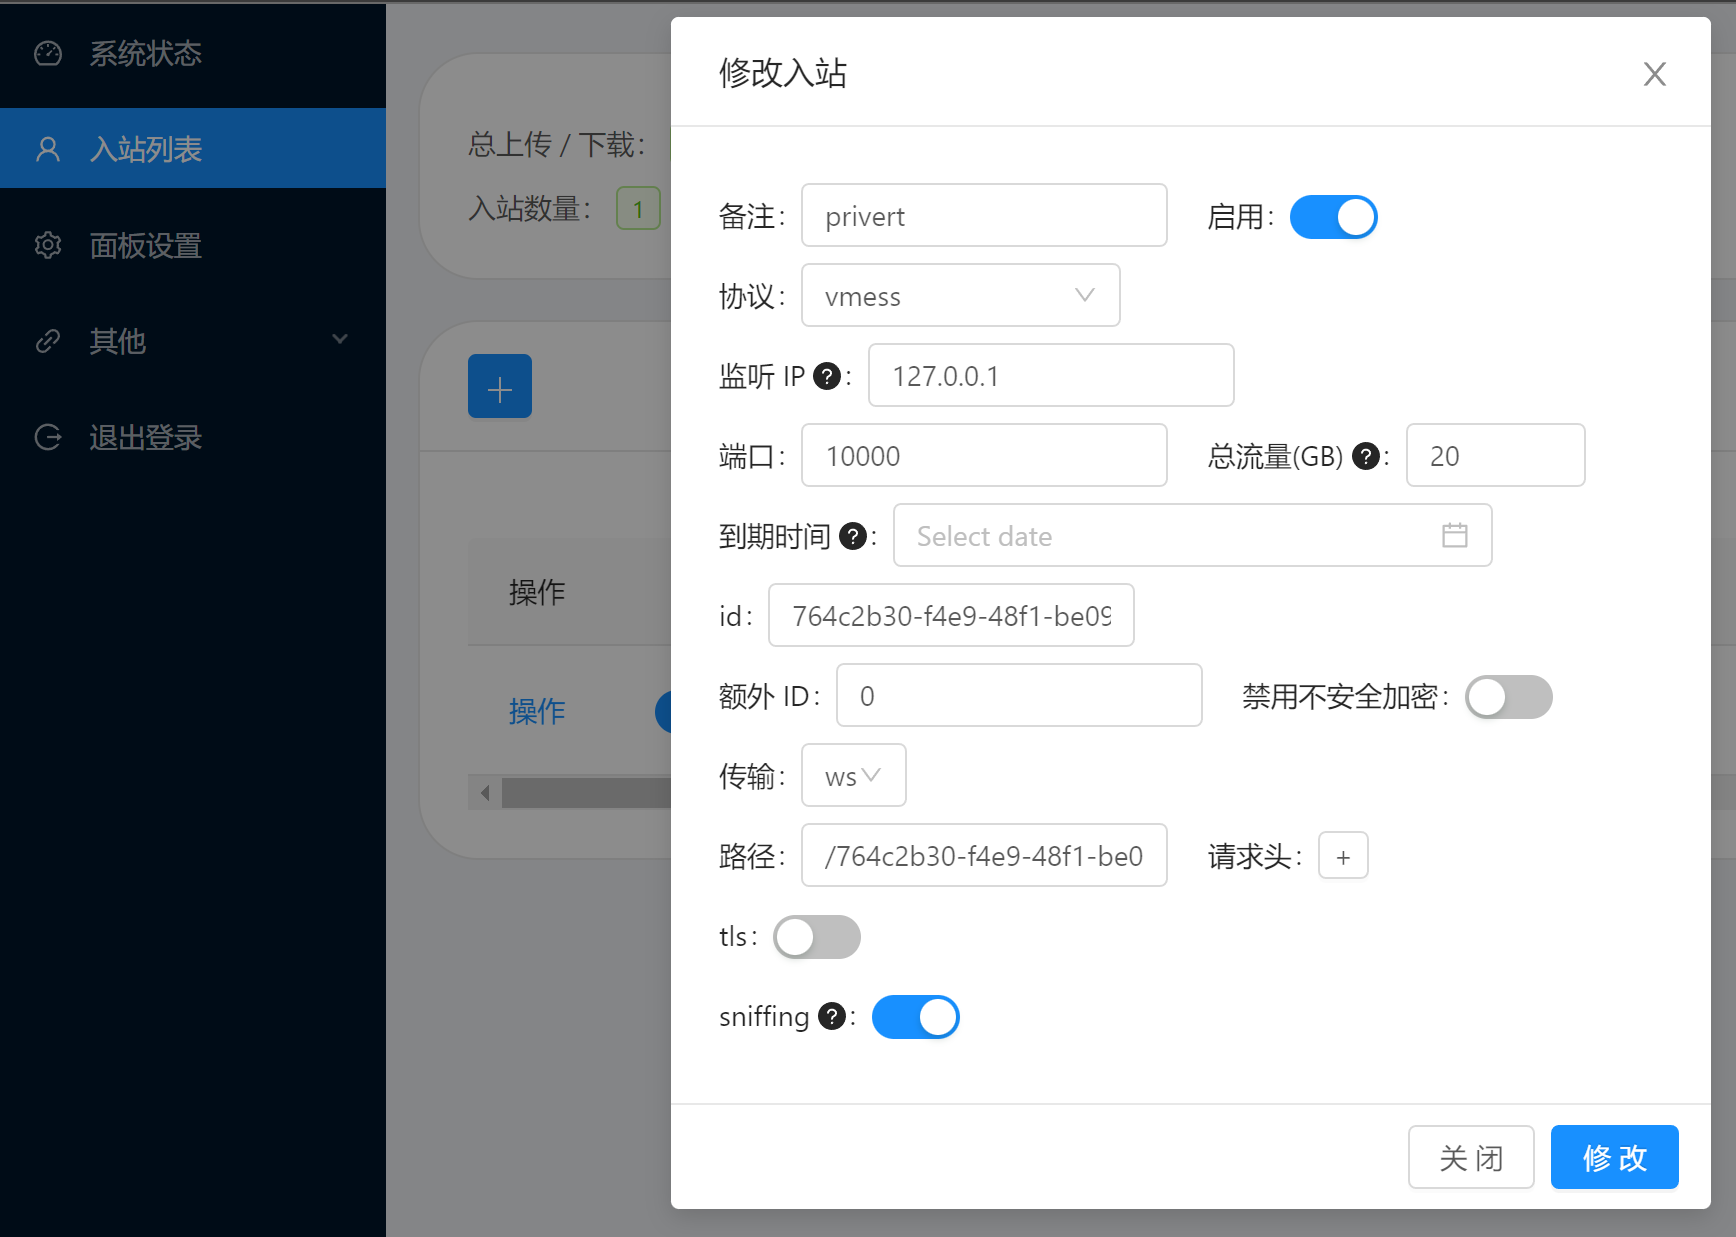 系统状态
入站列表
面板设置
其他
退出登录
总上传 / 下载:
入站数量: 1
操作
操作
修改入站
备注: privert 启用:
协议: vmess
监听 IP ? : 127.0.0.1
端口: 10000 总流量(GB) ? : 20
到期时间 ? : Select date
id: 764c2b30-f4e9-48f1-be09
额外 ID: 0 禁用不安全加密:
传输: ws
路径: /764c2b30-f4e9-48f1-be0 请求头: +
tls:
sniffing ? :
关 闭 修 改